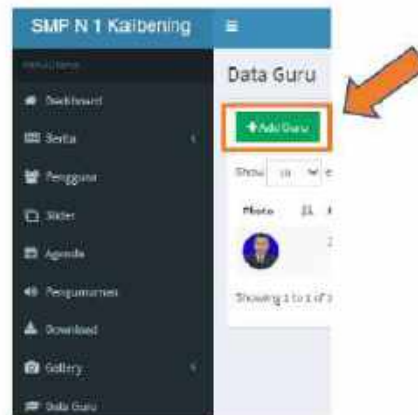 SMP N 1 Kalibening
Dashboard
Berita
Pengguna
Slider
Agenda
Pengumuman
Download
Gallery
Data Guru
Data Guru
+Add Guru
Show 10
Photo
Showing 1 to 1 of